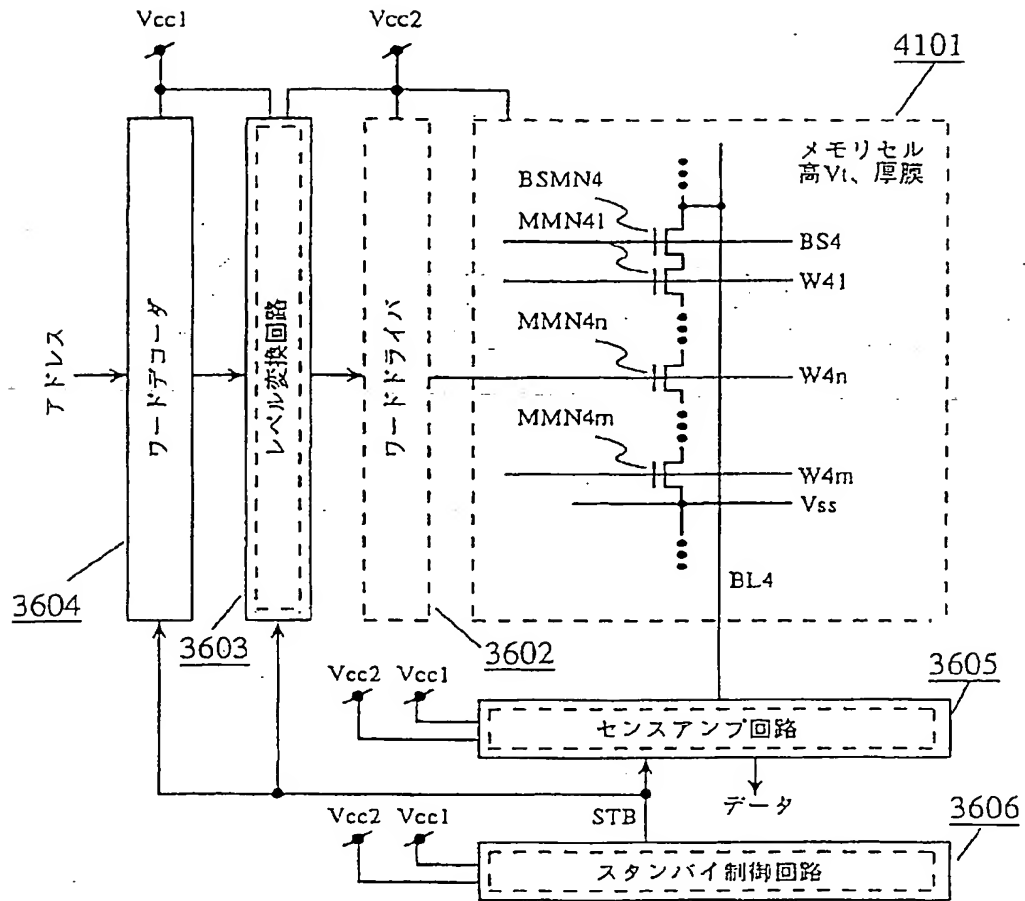 Vcc1
Vcc2
4101
メモリセル
高Vt、厚膜
BSMN4
MMN41
BS4
W41
MMN4n
W4n
MMN4m
W4m
Vss
BL4
アドレス
ワードデコーダ
レベル変換回路
ワードドライバ
3604
3603
3602
Vcc2
Vcc1
3605
センスアンプ回路
データ
STB
Vcc2
Vcc1
3606
スタンバイ制御回路